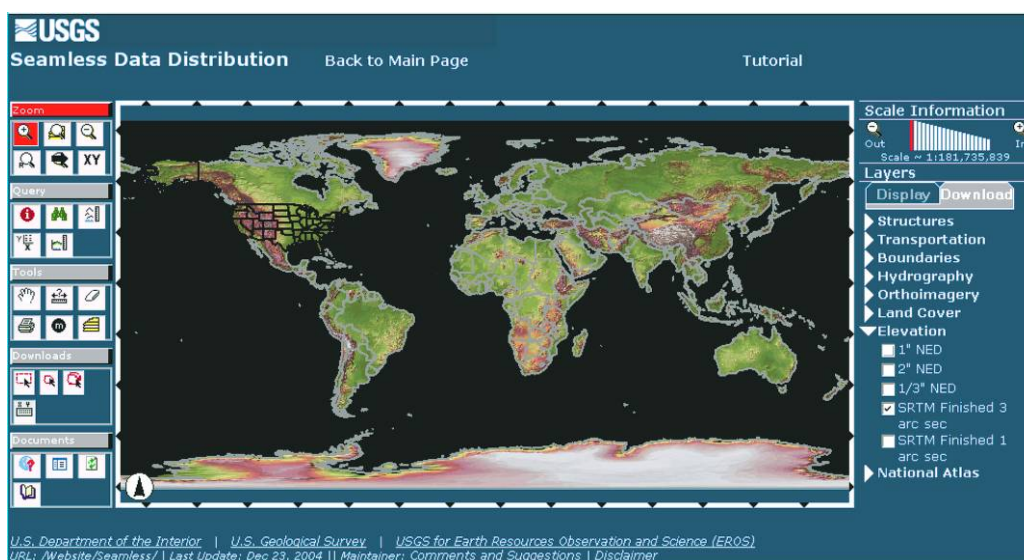 USGS
Seamless Data Distribution Back to Main Page Tutorial
Zoom
XY
Query
Tools
m
Downloads
Documents
Scale Information
Out In
Scale ~ 1:181,735,839
Layers
Display Download
Structures
Transportation
Boundaries
Hydrography
Orthoimagery
Land Cover
Elevation
1" NED
2" NED
1/3" NED
SRTM Finished 3
arc sec
SRTM Finished 1
arc sec
National Atlas
U.S. Department of the Interior | U.S. Geological Survey | USGS for Earth Resources Observation and Science (EROS)
URL: /Website/Seamless/ | Last Update: Dec 23, 2004 || Maintainer: Comments and Suggestions | Disclaimer